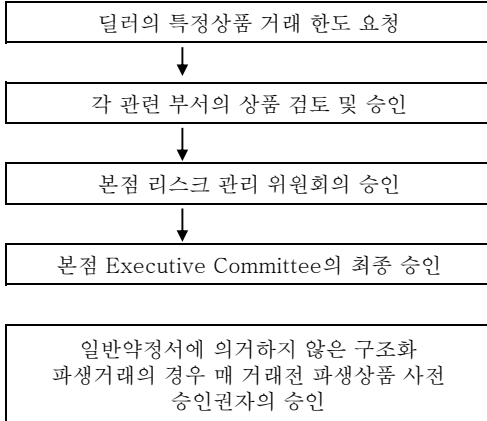 딜러의 특정상품 거래 한도 요청
각 관련 부서의 상품 검토 및 승인
본점 리스크 관리 위원회의 승인
본점 Executive Committee의 최종 승인
일반약정서에 의거하지 않은 구조화
파생거래의 경우 매 거래전 파생상품 사전
승인권자의 승인